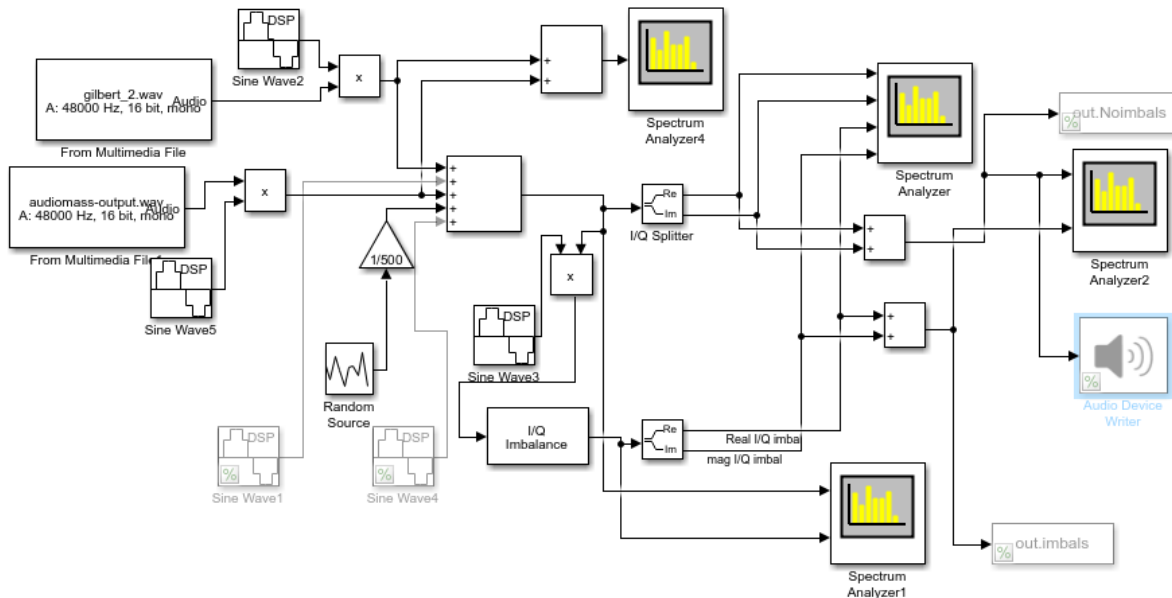 DSP
Sine Wave2
x
gilbert_2.wav
Audio
A: 48000 Hz, 16 bit, mono
From Multimedia File
+
+
Spectrum
Analyzer4
Spectrum
Analyzer
out.Noimbals
%
audiomass-output.wav
Audio
A: 48000 Hz, 16 bit, mono
From Multimedia File1
x
+
+
+
+
+
Re
Im
I/Q Splitter
+
+
Spectrum
Analyzer2
DSP
Sine Wave5
1/500
x
DSP
Sine Wave3
+
+
%
Audio Device
Writer
Random
Source
I/Q
Imbalance
Re
Im
Real I/Q imbal
mag I/Q imbal
DSP
%
Sine Wave1
DSP
%
Sine Wave4
Spectrum
Analyzer1
out.imbals
%